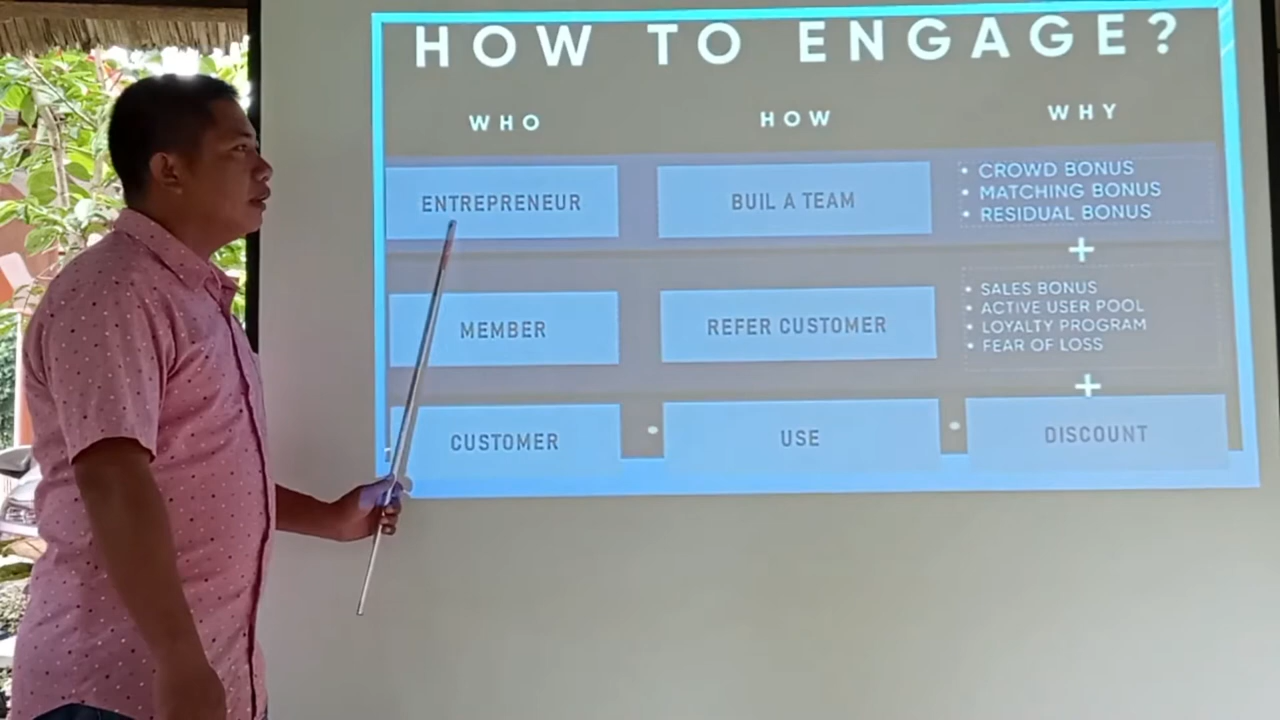 HOW TO ENGAGE?
WHO HOW WHY
ENTREPRENEUR
BUIL A TEAM
• CROWD BONUS
• MATCHING BONUS
• RESIDUAL BONUS
+
MEMBER
REFER CUSTOMER
• SALES BONUS
• ACTIVE USER POOL
• LOYALTY PROGRAM
• FEAR OF LOSS
+
CUSTOMER • USE • DISCOUNT